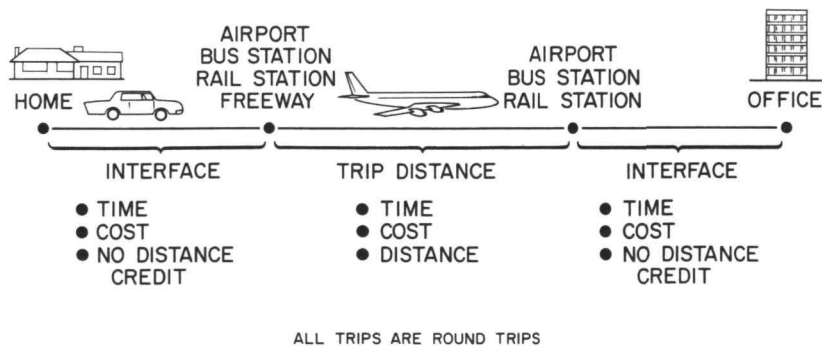 AIRPORT
BUS STATION
RAIL STATION
FREEWAY
AIRPORT
BUS STATION
RAIL STATION
HOME
OFFICE
INTERFACE
TRIP DISTANCE
INTERFACE
● TIME
● COST
● NO DISTANCE
CREDIT
● TIME
● COST
● DISTANCE
● TIME
● COST
● NO DISTANCE
CREDIT
ALL TRIPS ARE ROUND TRIPS